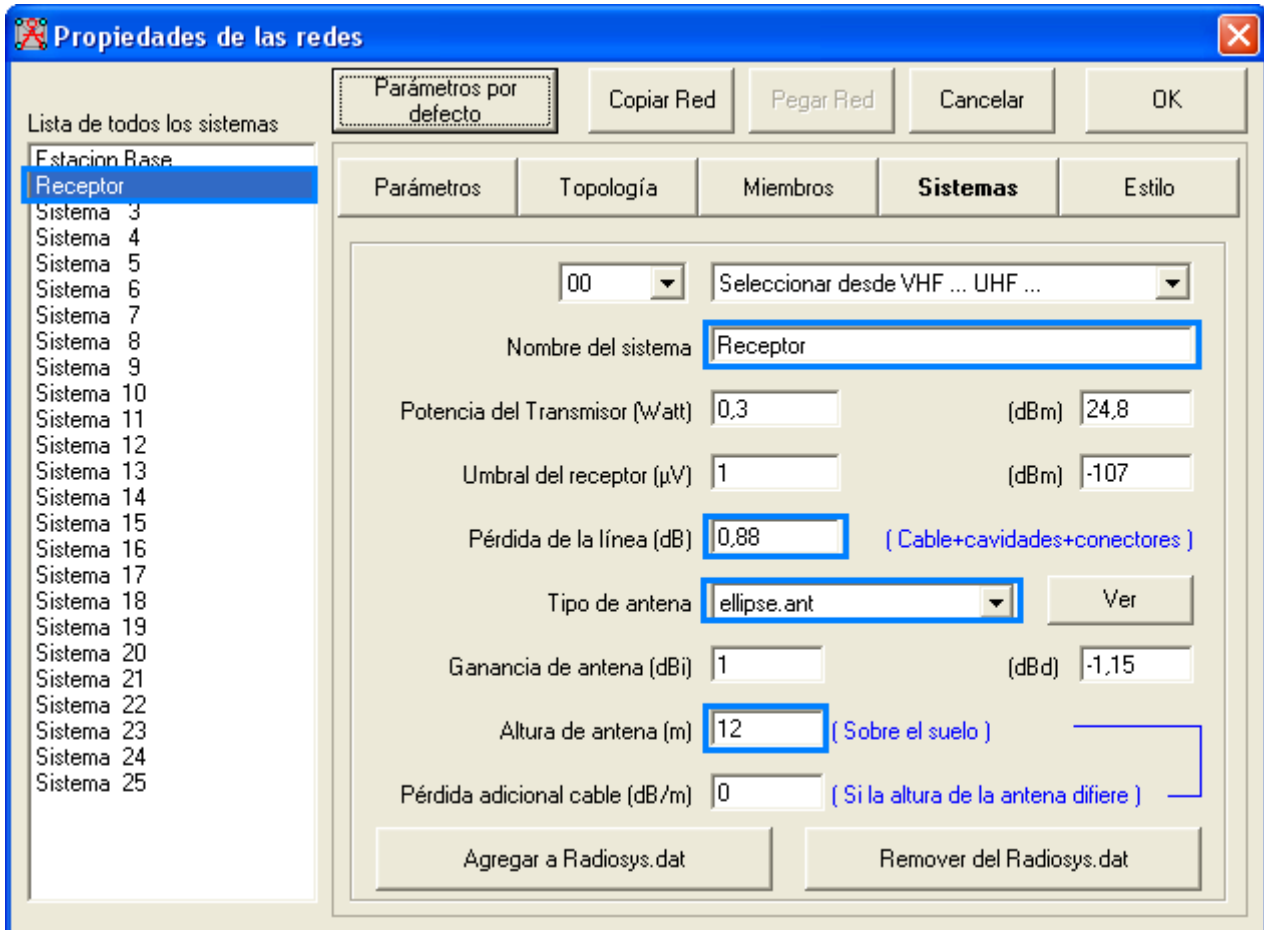 Propiedades de las redes
Parámetros por defecto
Copiar Red
Pegar Red
Cancelar
OK
Lista de todos los sistemas
Estacion Base
Receptor
Sistema 3
Sistema 4
Sistema 5
Sistema 6
Sistema 7
Sistema 8
Sistema 9
Sistema 10
Sistema 11
Sistema 12
Sistema 13
Sistema 14
Sistema 15
Sistema 16
Sistema 17
Sistema 18
Sistema 19
Sistema 20
Sistema 21
Sistema 22
Sistema 23
Sistema 24
Sistema 25
Parámetros Topología Miembros Sistemas Estilo
00 Seleccionar desde VHF ... UHF ...
Nombre del sistema Receptor
Potencia del Transmisor (Watt) 0,3 (dBm) 24,8
Umbral del receptor (µV) 1 (dBm) -107
Pérdida de la línea (dB) 0,88 ( Cable+cavidades+conectores )
Tipo de antena ellipse.ant Ver
Ganancia de antena (dBi) 1 (dBd) -1,15
Altura de antena (m) 12 ( Sobre el suelo )
Pérdida adicional cable (dB/m) 0 ( Si la altura de la antena difiere )
Agregar a Radiosys.dat Remover del Radiosys.dat